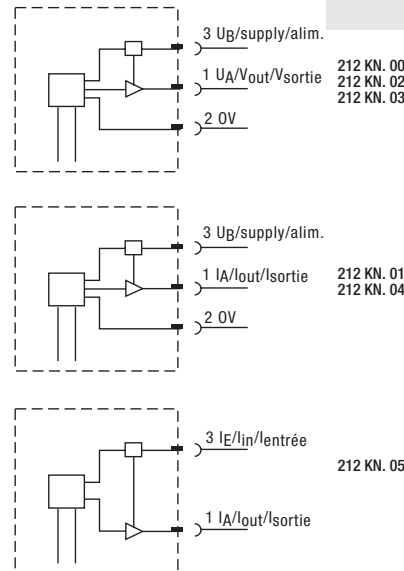 3 UB/supply/alim.
1 UA/Vout/Vsortie
2 0V
212 KN. 00
212 KN. 02
212 KN. 03
3 UB/supply/alim.
1 IA/Iout/Isortie
2 0V
212 KN. 01
212 KN. 04
3 IE/Iin/Ientrée
1 IA/Iout/Isortie
212 KN. 05